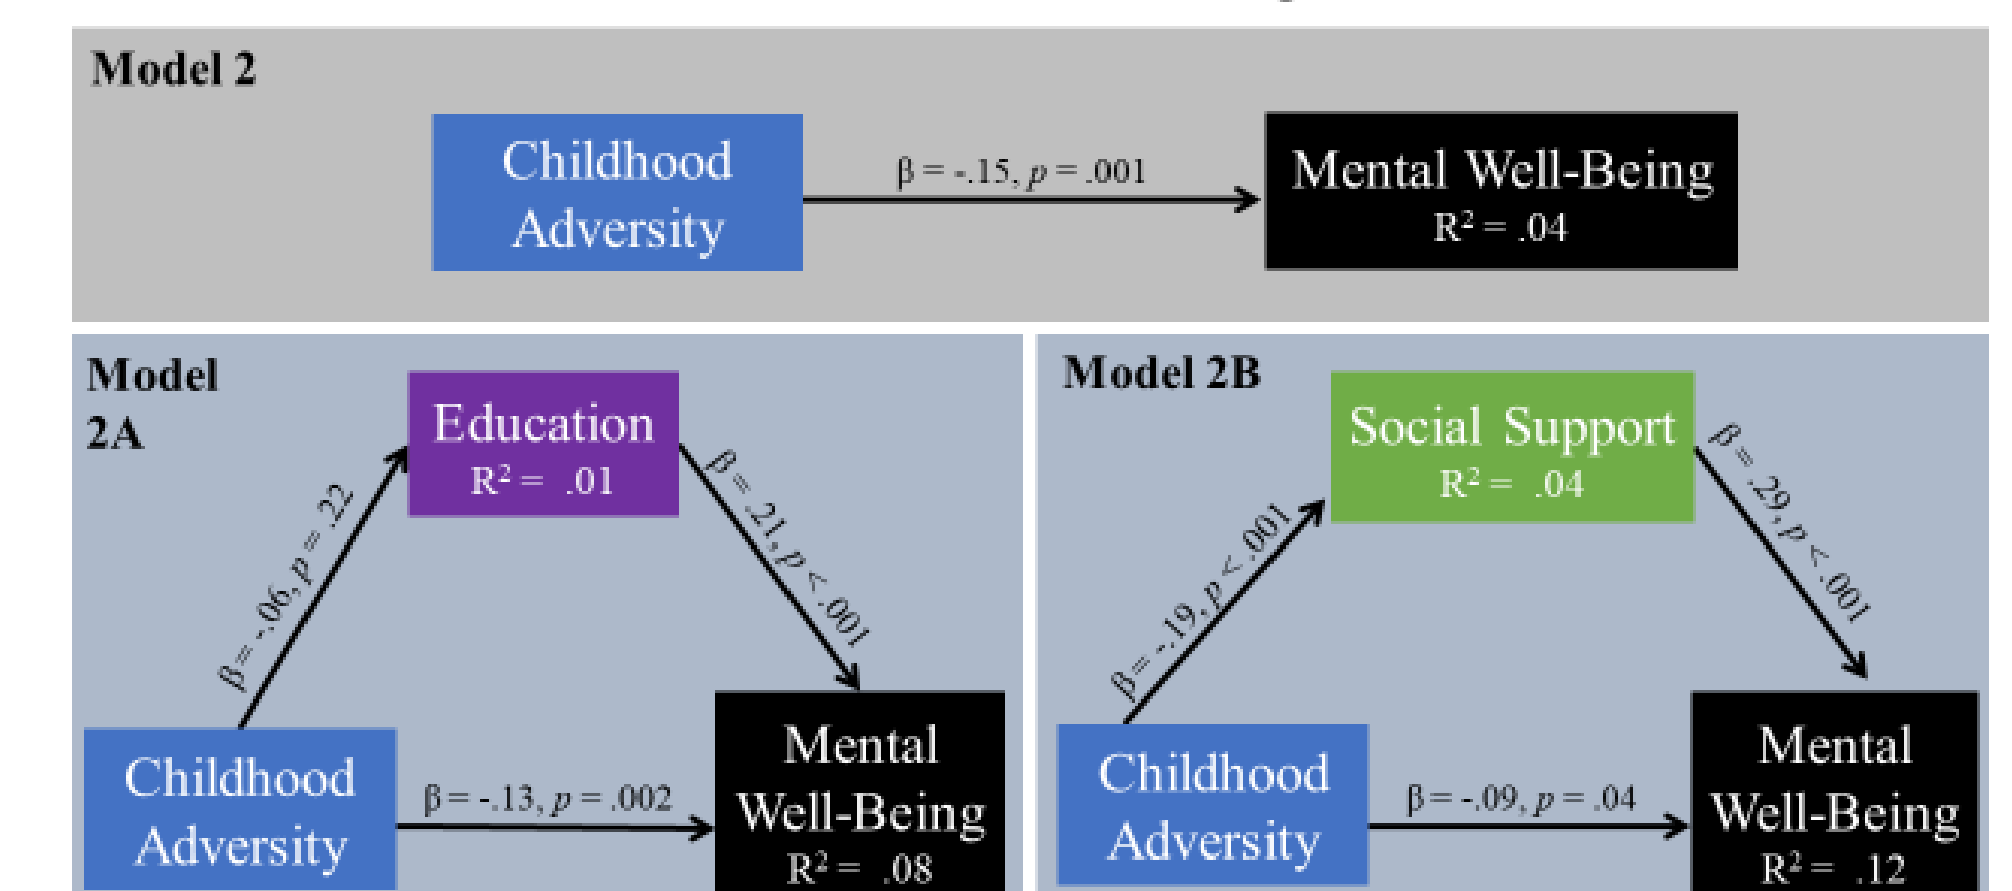 Model 2
Childhood
Adversity
β = -.15, p = .001
Mental Well-Being
R² = .04
Model
2A
Education
R² = .01
β = -.06, p = .22
β = .21, p < .001
Childhood
Adversity
β = -.13, p = .002
Mental
Well-Being
R² = .08
Model 2B
Social Support
R² = .04
β = -.19, p < .001
β = .29, p < .001
Childhood
Adversity
β = -.09, p = .04
Mental
Well-Being
R² = .12